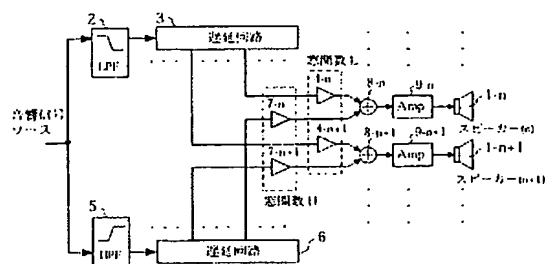 2
3
遅延回路
LPF
窓関数L
4-n
8-n
9-n
1-n
音響信号
ソース
7-n
Amp
スピーカー(n)
4-n+1
8-n+1
9-n+1
1-n+1
7-n+1
Amp
スピーカー(n+1)
窓関数H
5
HPF
遅延回路
6